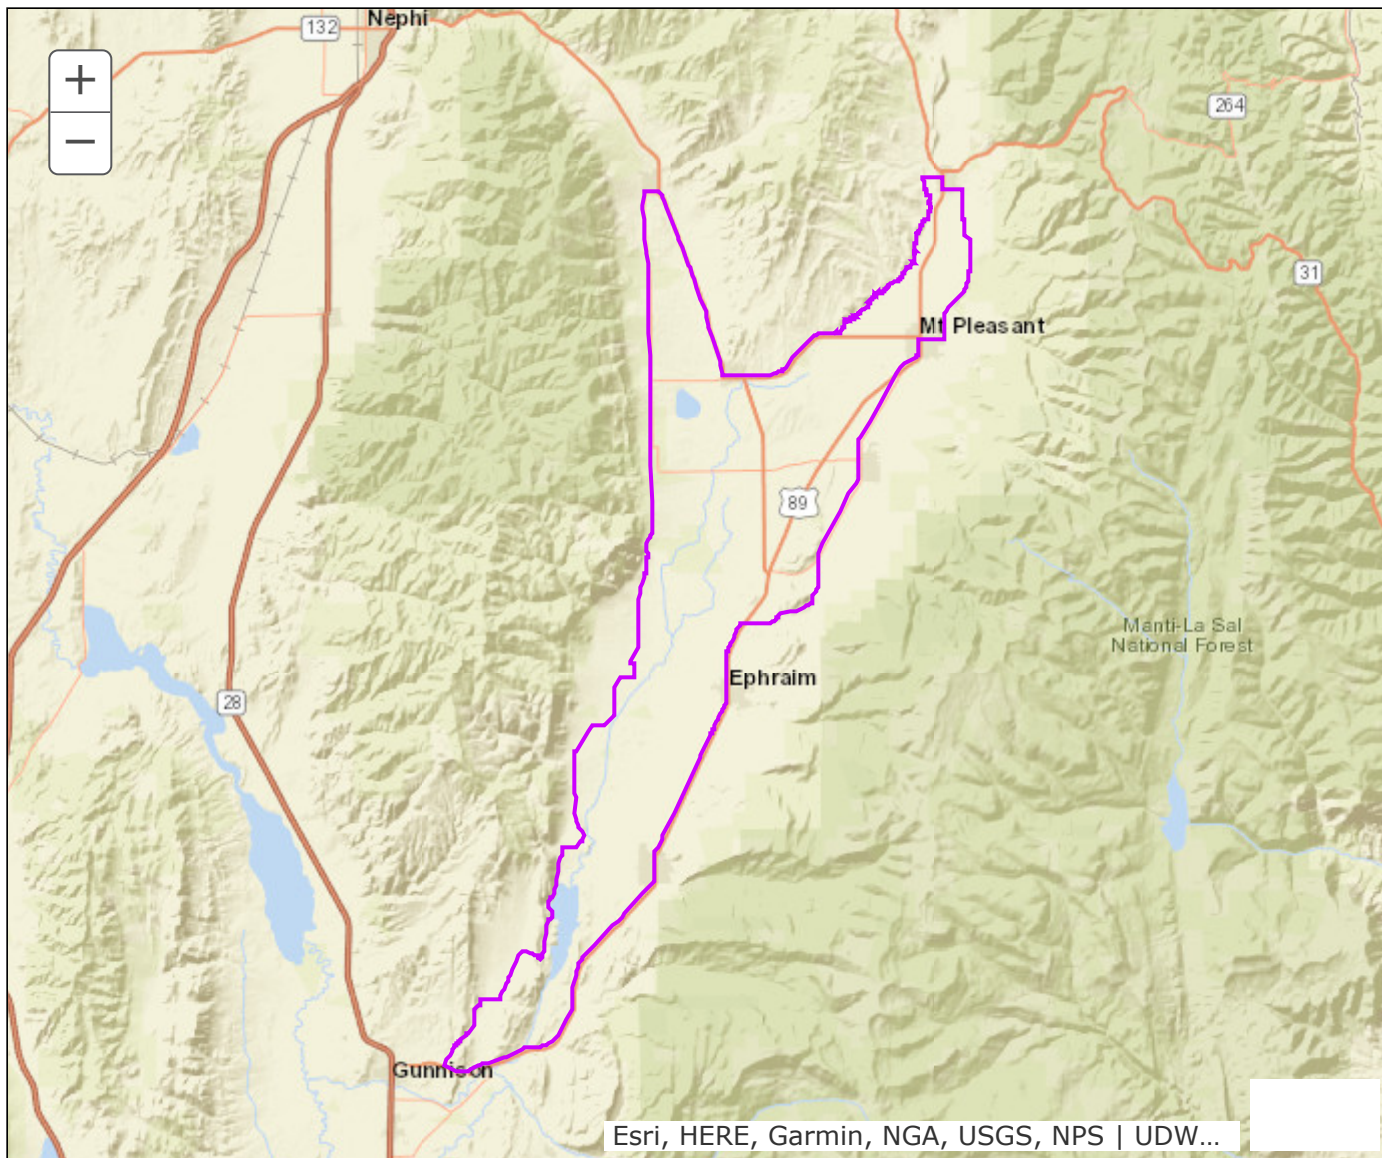 Nephi
132
+
−
264
31
Mt Pleasant
89
Manti-La Sal
National Forest
Ephraim
28
Gunnison
Esri, HERE, Garmin, NGA, USGS, NPS | UDW...